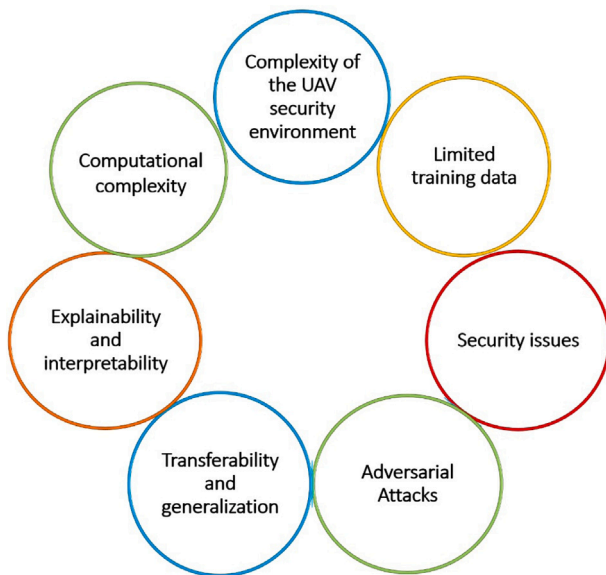 Complexity of
the UAV
security
environment
Limited
training data
Security issues
Adversarial
Attacks
Transferability
and
generalization
Explainability
and
interpretability
Computational
complexity